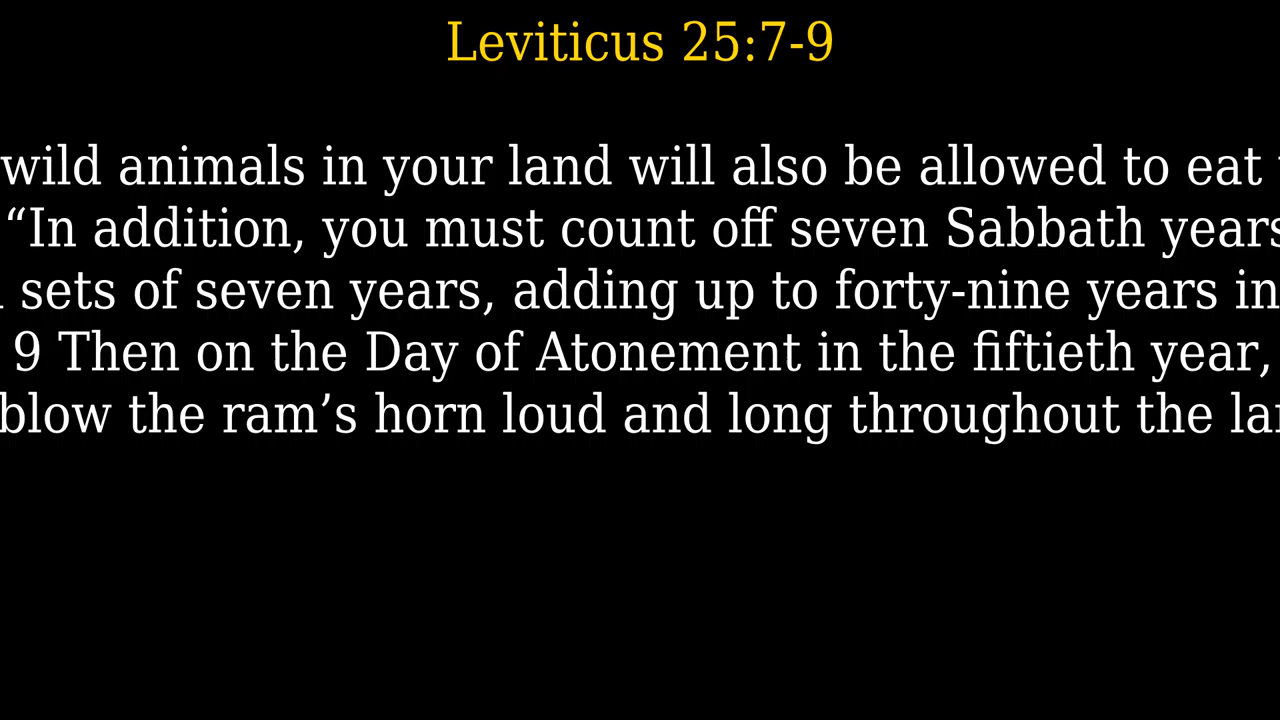 Leviticus 25:7-9
wild animals in your land will also be allowed to eat
“In addition, you must count off seven Sabbath years
sets of seven years, adding up to forty-nine years in
9 Then on the Day of Atonement in the fiftieth year,
blow the ram’s horn loud and long throughout the